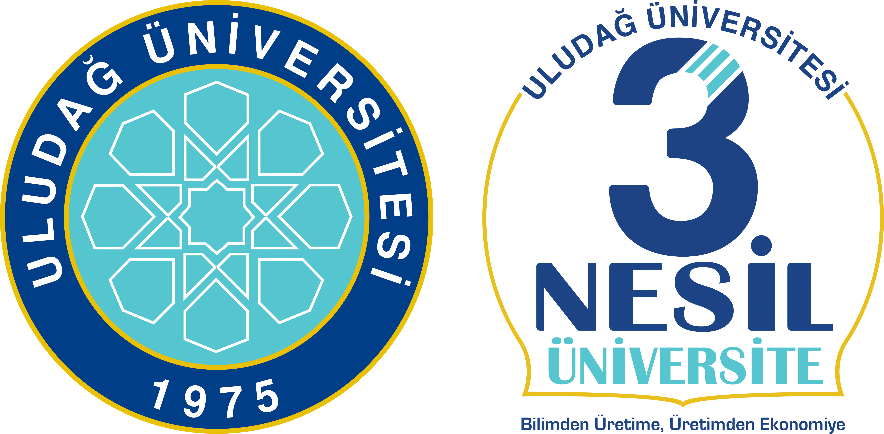 ULUDAĞ ÜNİVERSİTESİ
1975
ULUDAĞ ÜNİVERSİTESİ
3.
NESİL
ÜNİVERSİTE
Bilimden Üretime, Üretimden Ekonomiye